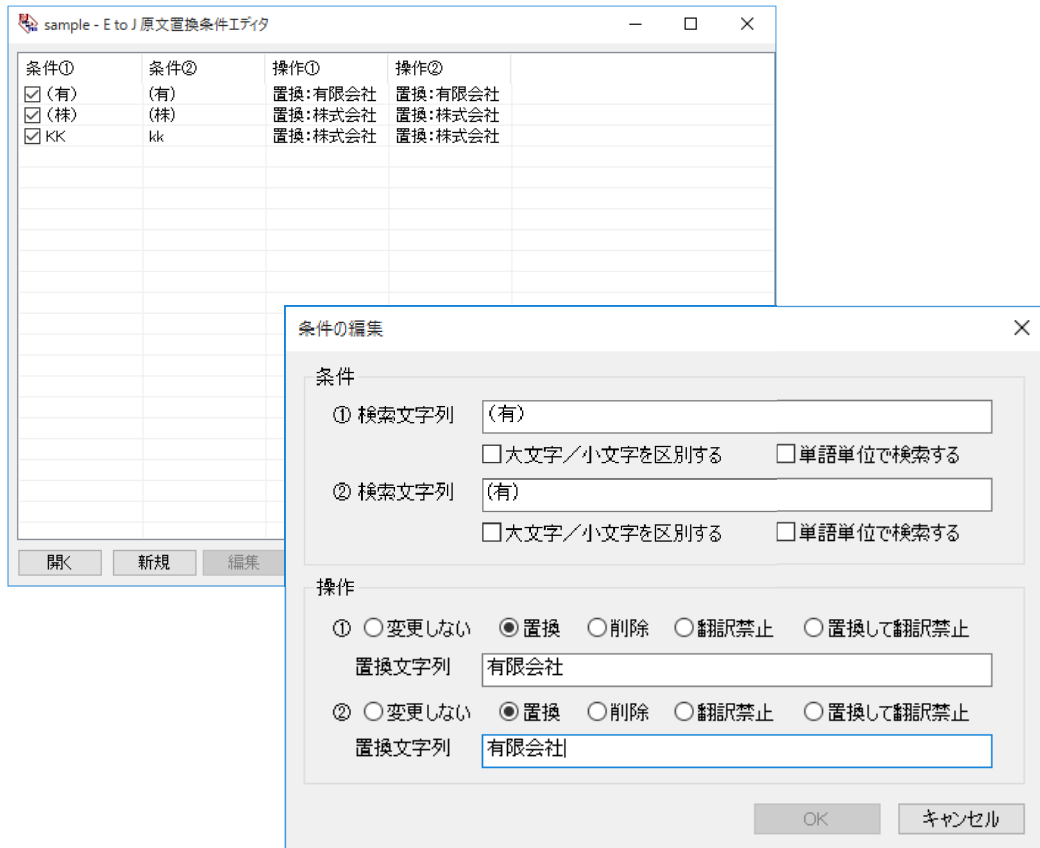 sample - E to J 原文置換条件エディタ
条件① 条件② 操作① 操作②
(有) (有) 置換:有限会社 置換:有限会社
(株) (株) 置換:株式会社 置換:株式会社
KK kk 置換:株式会社 置換:株式会社
開く 新規 編集
条件の編集
条件
① 検索文字列 (有)
大文字／小文字を区別する 単語単位で検索する
② 検索文字列 (有)
大文字／小文字を区別する 単語単位で検索する
操作
① 変更しない 置換 削除 翻訳禁止 置換して翻訳禁止
置換文字列 有限会社
② 変更しない 置換 削除 翻訳禁止 置換して翻訳禁止
置換文字列 有限会社
OK キャンセル